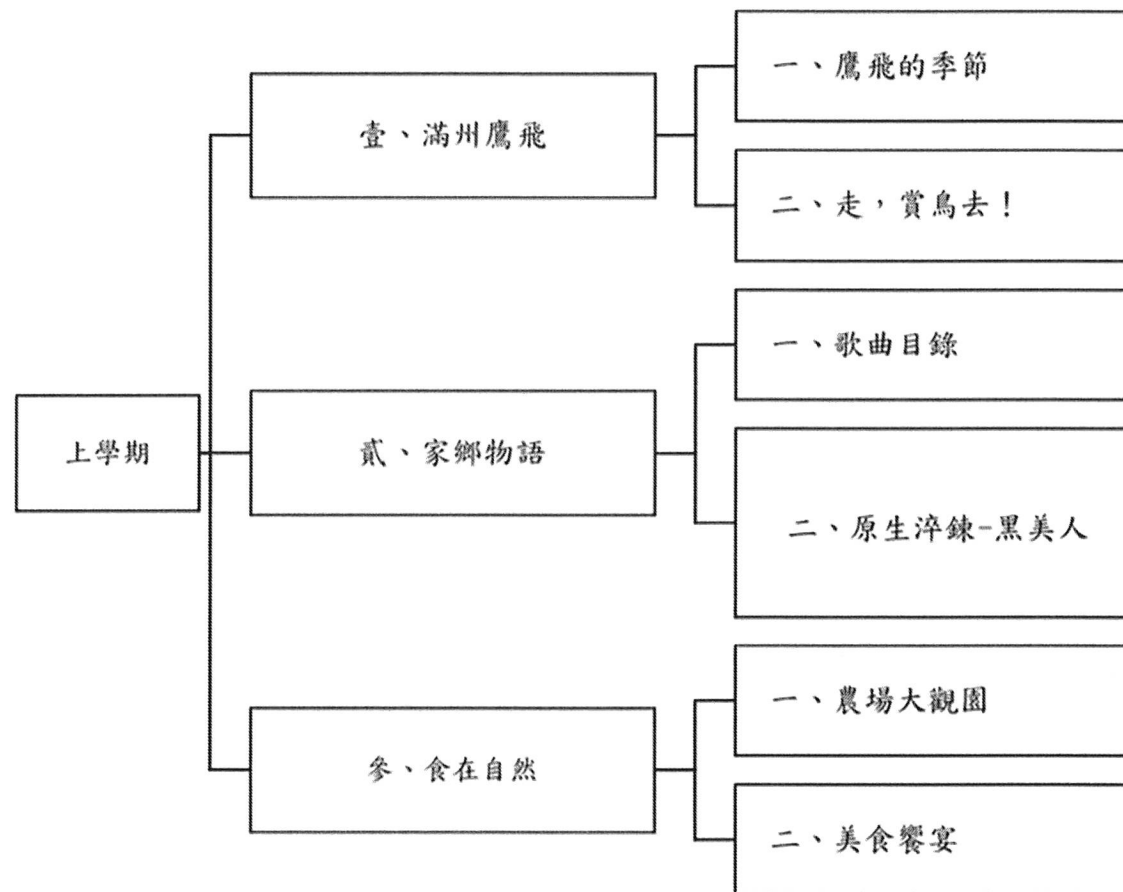 上學期
壹、滿州鷹飛
一、鷹飛的季節
二、走，賞鳥去！
貳、家鄉物語
一、歌曲目錄
二、原生淬鍊-黑美人
參、食在自然
一、農場大觀園
二、美食饗宴